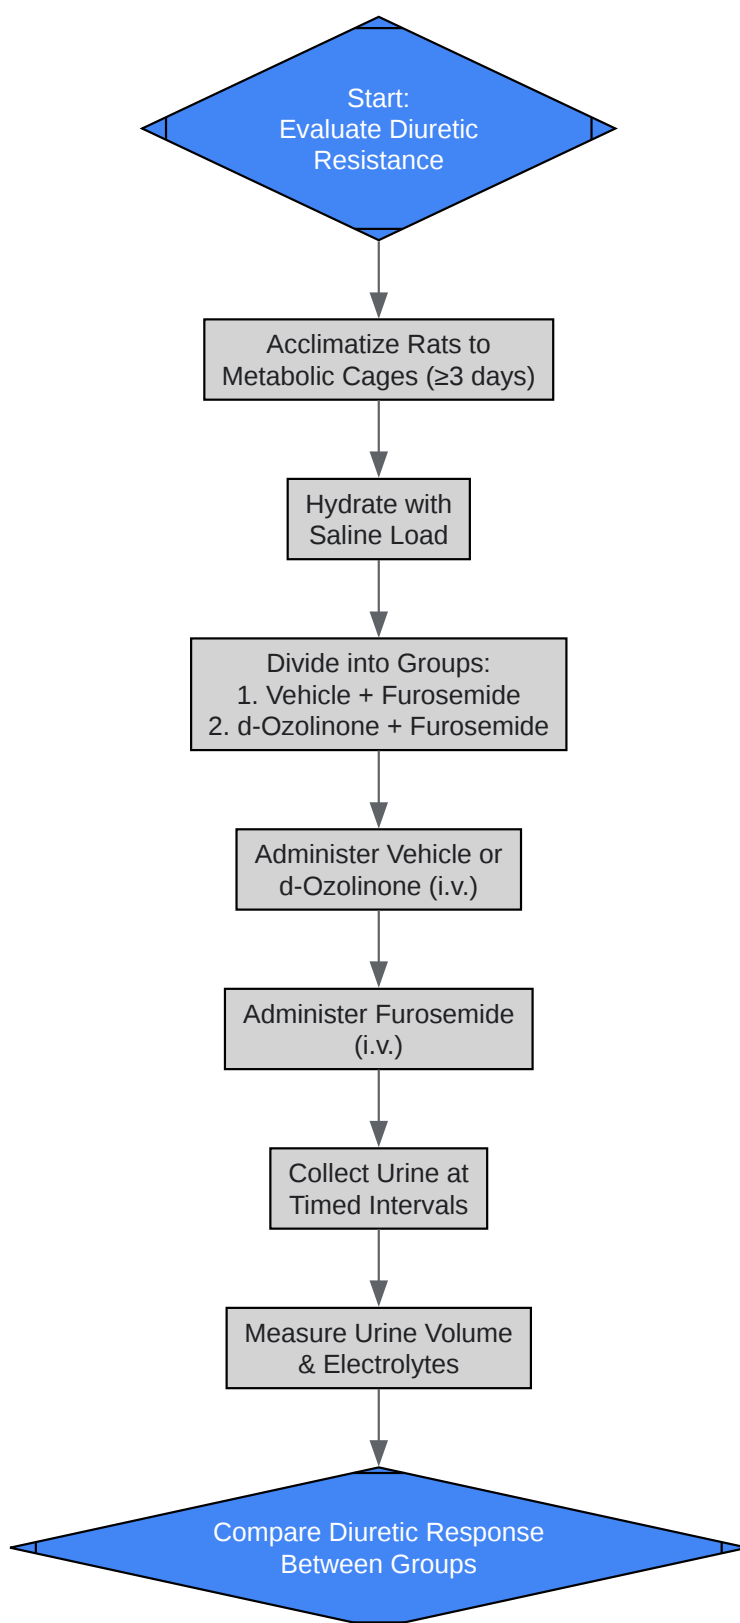 Start:
Evaluate Diuretic
Resistance
Acclimatize Rats to
Metabolic Cages (≥3 days)
Hydrate with
Saline Load
Divide into Groups:
1. Vehicle + Furosemide
2. d-Ozolinone + Furosemide
Administer Vehicle or
d-Ozolinone (i.v.)
Administer Furosemide
(i.v.)
Collect Urine at
Timed Intervals
Measure Urine Volume
& Electrolytes
Compare Diuretic Response
Between Groups